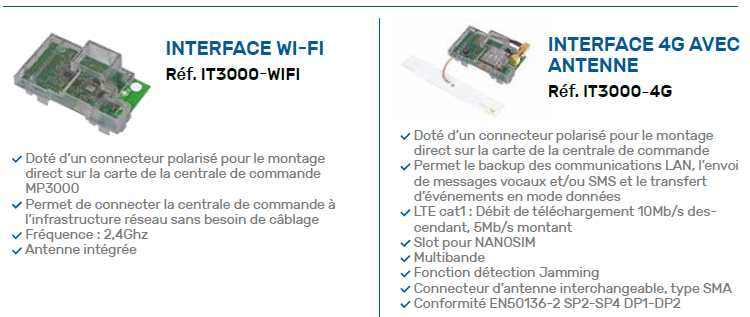 INTERFACE WI-FI
Réf. IT3000-WIFI
Doté d'un connecteur polarisé pour le montage
direct sur la carte de la centrale de commande
MP3000
Permet de connecter la centrale de commande à
l'infrastructure réseau sans besoin de câblage
Fréquence : 2,4Ghz
Antenne intégrée
INTERFACE 4G AVEC
ANTENNE
Réf. IT3000-4G
Doté d'un connecteur polarisé pour le montage
direct sur la carte de la centrale de commande
Permet le backup des communications LAN, l'envoi
de messages vocaux et/ou SMS et le transfert
d'événements en mode données
LTE cat1 : Débit de téléchargement 10Mb/s des-
cendant, 5Mb/s montant
Slot pour NANOSIM
Multibande
Fonction détection Jamming
Connecteur d'antenne interchangeable, type SMA
Conformité EN50136-2 SP2-SP4 DP1-DP2